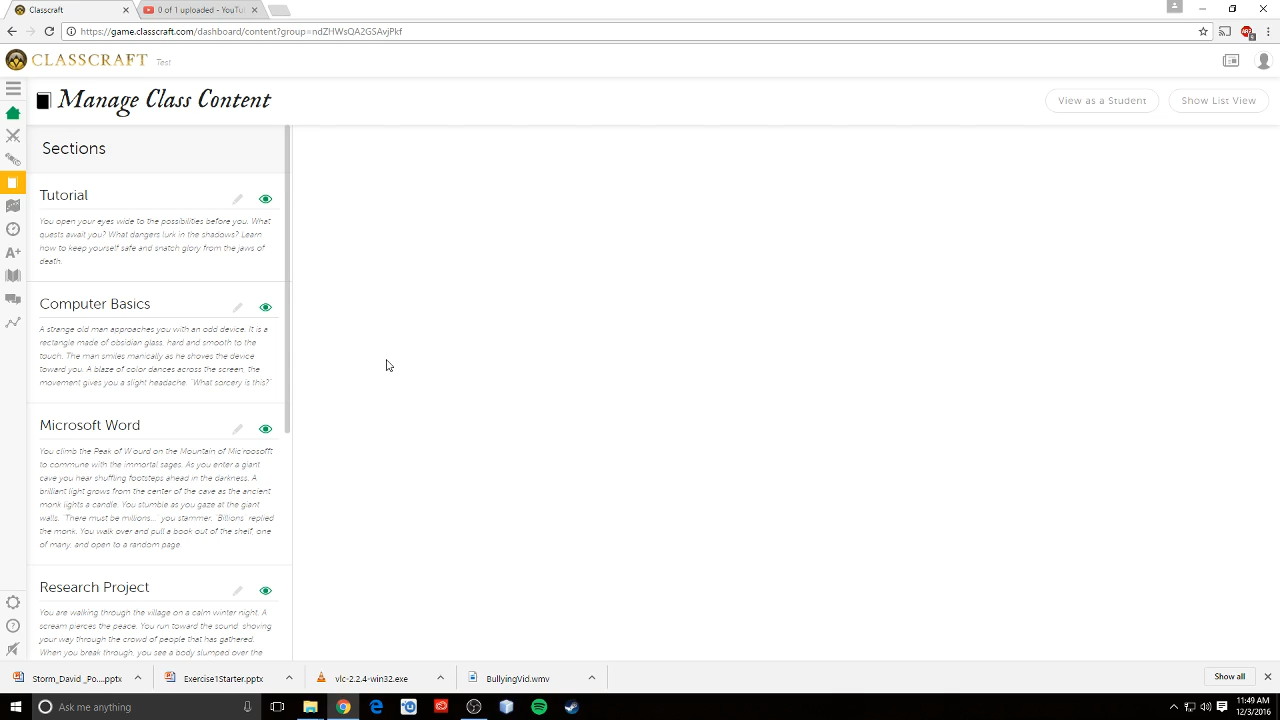 Classcraft
0 of 1 uploaded - YouTu
https://game.classcraft.com/dashboard/content?group=ndZHWsQA2GSAvjPkf
CLASSCRAFT Test
Manage Class Content
View as a Student
Show List View
Sections
Tutorial
You open your eyes wide to the possibilities before you. What
quests await you? What dangers lurk in the shadows? Learn
how to keep yourself safe and snatch glory from the jaws of
death.
Computer Basics
A strange old man approaches you with an odd device. It is a
rectangle made of obsidian glass, hard and smooth to the
touch. The man smiles manically as he shoves the device
toward you. A blaze of color dances across the screen, the
movement gives you a slight headache. "What sorcery is this?"
Microsoft Word
You climb the Peak of Wourd on the Mountain of Microosofft
to commune with the immortal sages. As you enter a giant
cave you hear shuffling footsteps ahead in the darkness. A
brilliant light grows from the center of the cave as the ancient
monk lights a candle. You stumble as you gaze at the giant
walls. There must be millions... you stammer, Billions replied
the monk. You walk over and pull a book out of the shelf, one
of many, and open to a random page.
Research Project
You are walking through the village on a calm winter night. A
scream pierces the peace. You run toward the sound shoving
your way through the crowd of people that has gathered.
When you break through, you see a body slumped over the
Storm_David_Po....pptx
Exercise1Starter.pptx
vlc-2.2.4-win32.exe
BullyingVid.wmv
Show all
Ask me anything
11:49 AM
12/3/2016